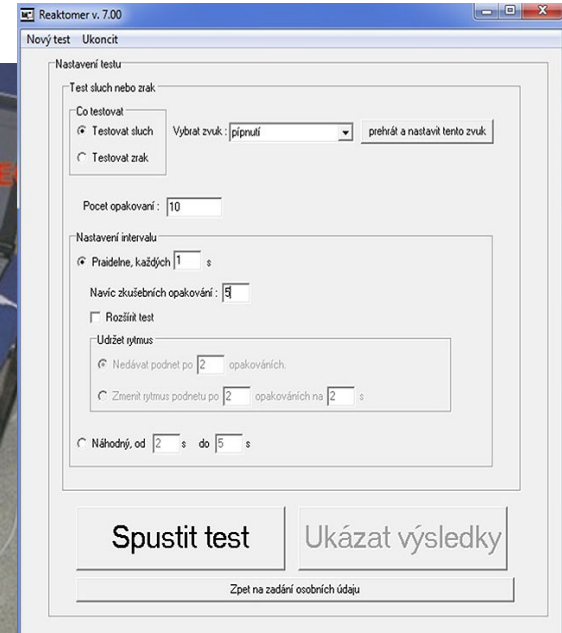 Reaktomer v. 7.00
Nový test Ukoncit
Nastavení testu
Test sluch nebo zrak
Co testovat
Testovat sluch Vybrat zvuk : pípnutí prehrát a nastavit tento zvuk
Testovat zrak
Pocet opakovaní : 10
Nastavení intervalu
Praidelne, každých 1 s
Navíc zkušebních opakování : 5
Rozšírit test
Udržet rytmus
Nedávat podnet po 2 opakováních.
Zmenit rytmus podnetu po 2 opakováních na 2 s
Náhodný, od 2 s do 5 s
Spustit test Ukázat výsledky
Zpet na zadání osobních údaju